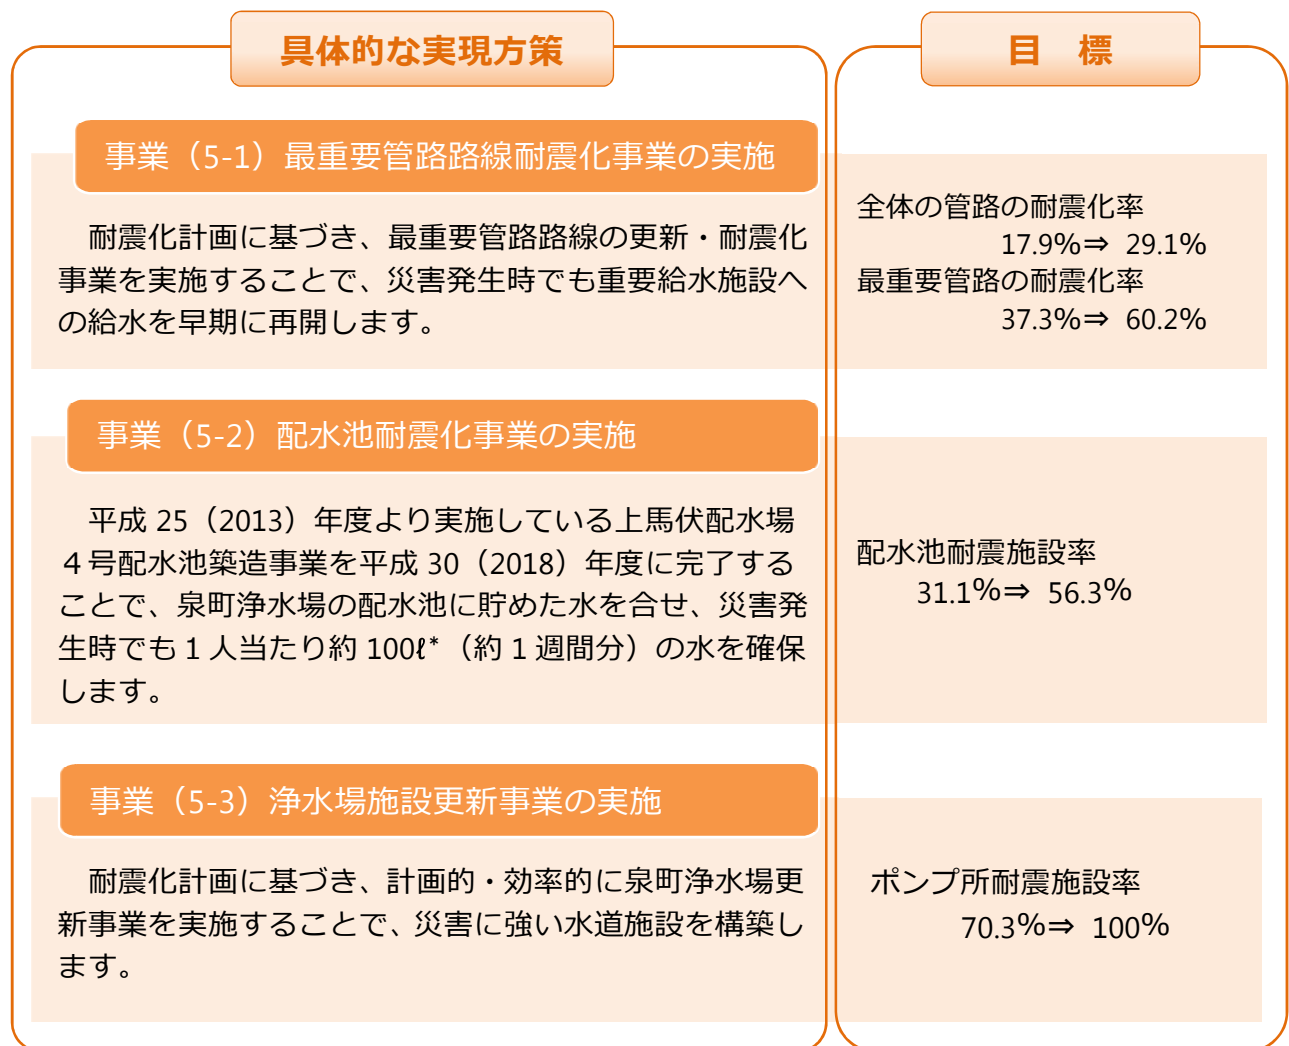 具体的な実現方策
目 標
事業（5-1）最重要管路路線耐震化事業の実施
耐震化計画に基づき、最重要管路路線の更新・耐震化
事業を実施することで、災害発生時でも重要給水施設へ
の給水を早期に再開します。
全体の管路の耐震化率
17.9%⇒ 29.1%
最重要管路の耐震化率
37.3%⇒ 60.2%
事業（5-2）配水池耐震化事業の実施
平成 25（2013）年度より実施している上馬伏配水場
４号配水池築造事業を平成 30（2018）年度に完了する
ことで、泉町浄水場の配水池に貯めた水を合せ、災害発
生時でも 1 人当たり約 100ℓ*（約 1 週間分）の水を確保
します。
配水池耐震施設率
31.1%⇒ 56.3%
事業（5-3）浄水場施設更新事業の実施
耐震化計画に基づき、計画的・効率的に泉町浄水場更
新事業を実施することで、災害に強い水道施設を構築し
ます。
ポンプ所耐震施設率
70.3%⇒ 100%